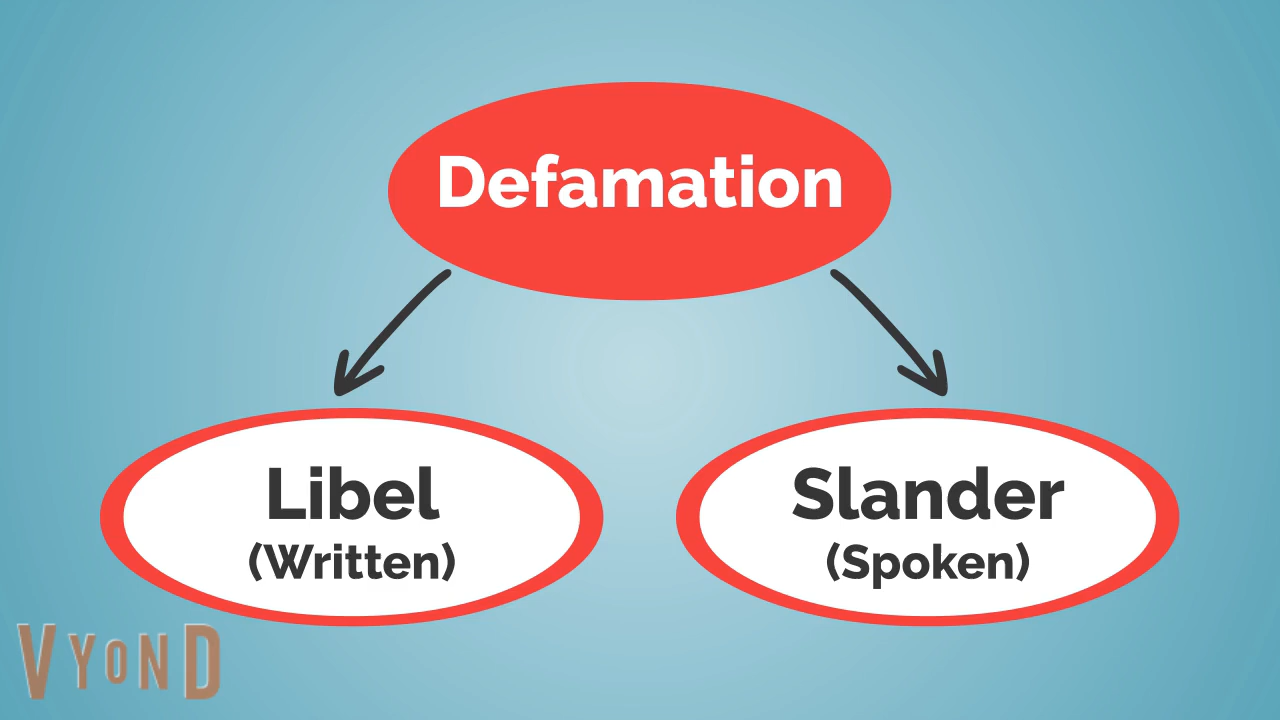 Defamation
Libel
(Written)
Slander
(Spoken)
VYOND